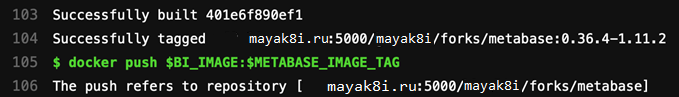 103 Successfully built 401e6f890ef1
104 Successfully tagged mayak8i.ru:5000/mayak8i/forks/metabase:0.36.4-1.11.2
105 $ docker push $BI_IMAGE:$METABASE_IMAGE_TAG
106 The push refers to repository [ mayak8i.ru:5000/mayak8i/forks/metabase]